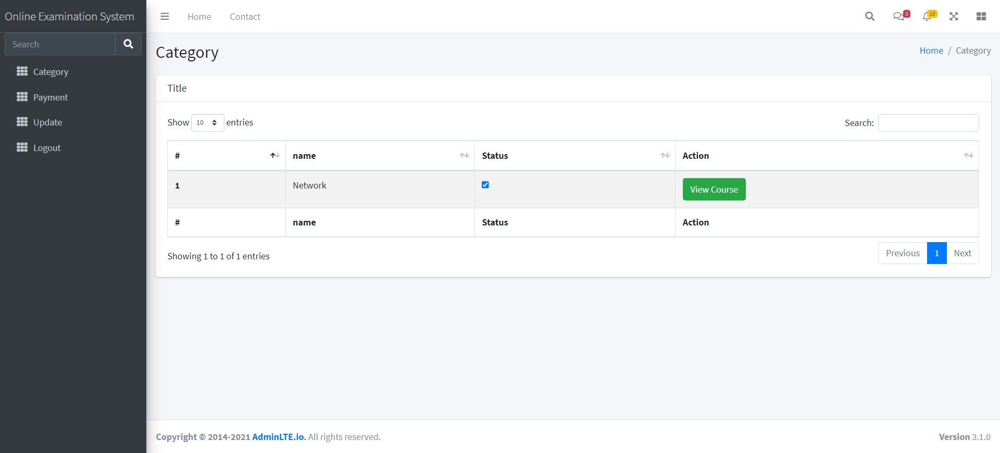 Online Examination System
Home
Contact
3
15
Search
Category
Payment
Update
Logout
Category
Home / Category
Title
Show 10 entries
Search:
# name Status Action
1 Network View Course
# name Status Action
Showing 1 to 1 of 1 entries
Previous 1 Next
Copyright © 2014-2021 AdminLTE.io. All rights reserved.
Version 3.1.0